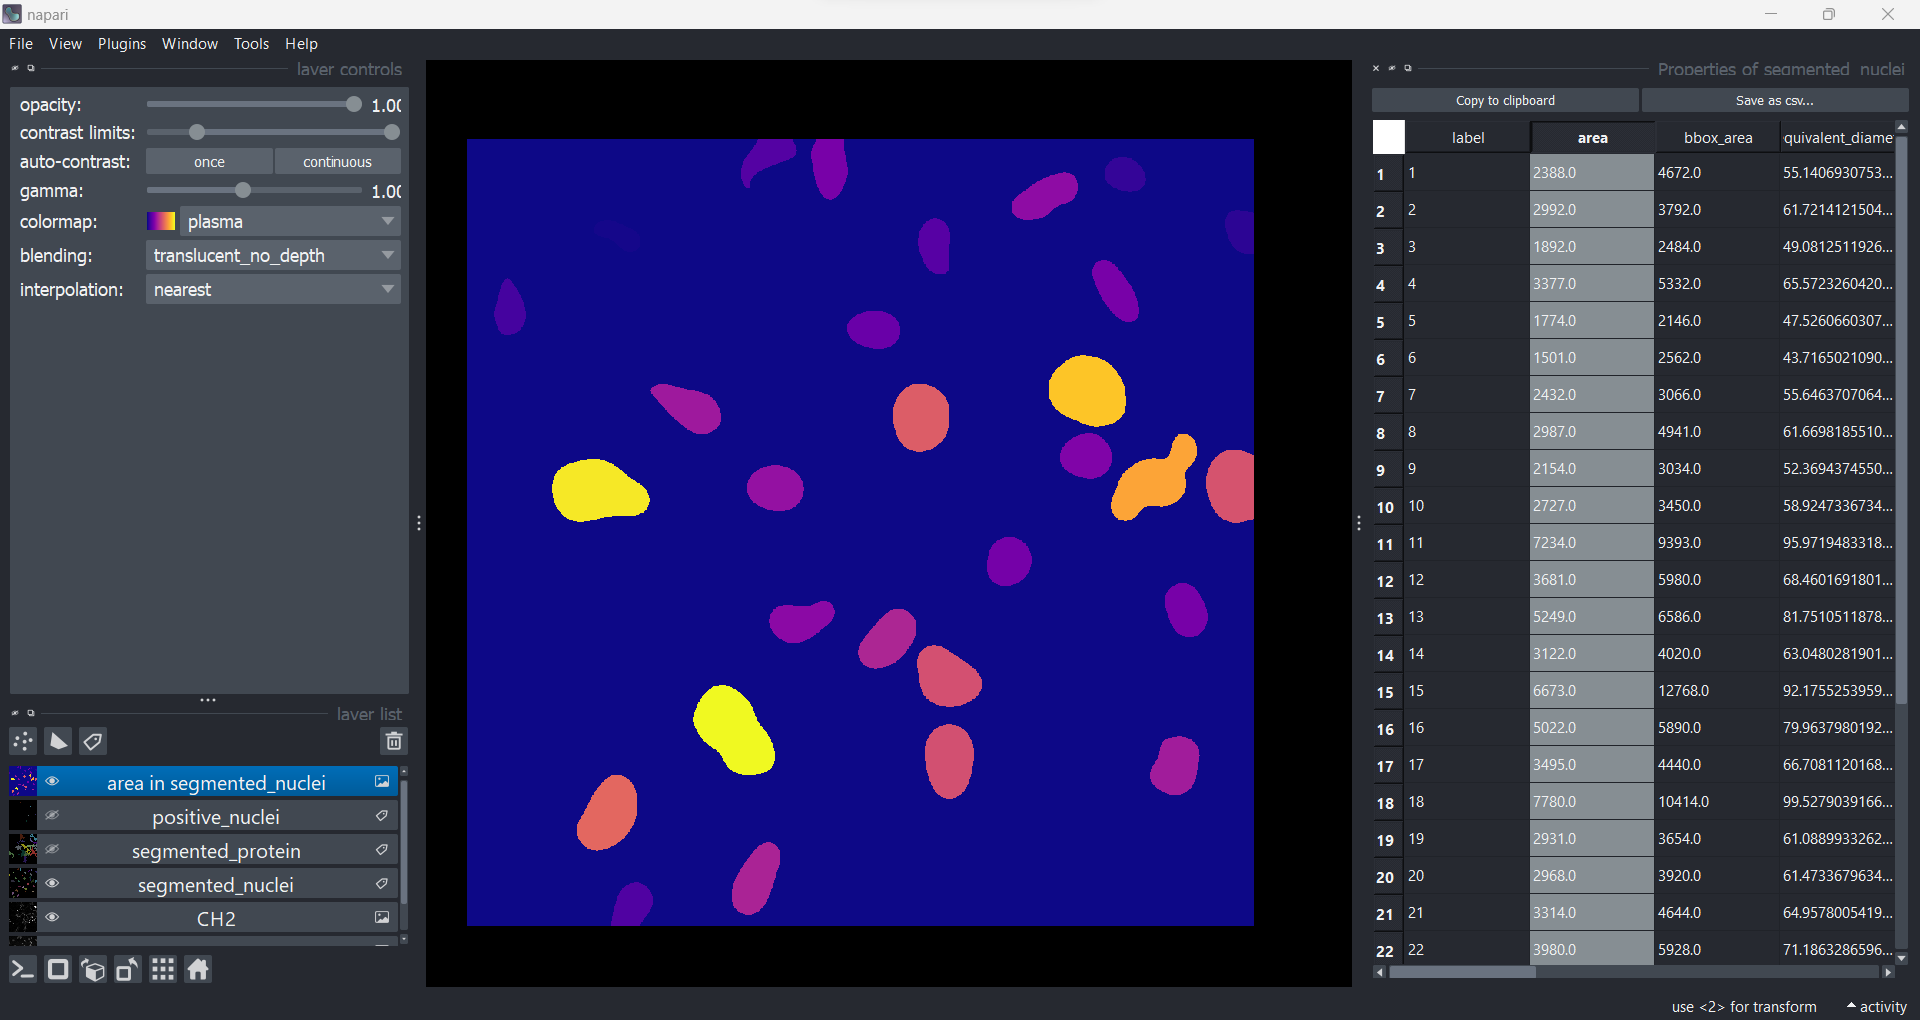 napari
File View Plugins Window Tools Help
layer controls
opacity: 1.00
contrast limits:
auto-contrast: once continuous
gamma: 1.00
colormap: plasma
blending: translucent_no_depth
interpolation: nearest
layer list
area in segmented_nuclei
positive_nuclei
segmented_protein
segmented_nuclei
CH2
Properties of segmented_nuclei
Copy to clipboard Save as csv...
label area bbox_area quivalent_diame
1 1 2388.0 4672.0 55.1406930753...
2 2 2992.0 3792.0 61.7214121504...
3 3 1892.0 2484.0 49.0812511926...
4 4 3377.0 5332.0 65.5723260420...
5 5 1774.0 2146.0 47.5260660307...
6 6 1501.0 2562.0 43.7165021090...
7 7 2432.0 3066.0 55.6463707064...
8 8 2987.0 4941.0 61.6698185510...
9 9 2154.0 3034.0 52.3694374550...
10 10 2727.0 3450.0 58.9247336734...
11 11 7234.0 9393.0 95.9719483318...
12 12 3681.0 5980.0 68.4601691801...
13 13 5249.0 6586.0 81.7510511878...
14 14 3122.0 4020.0 63.0480281901...
15 15 6673.0 12768.0 92.1755253959...
16 16 5022.0 5890.0 79.9637980192...
17 17 3495.0 4440.0 66.7081120168...
18 18 7780.0 10414.0 99.5279039166...
19 19 2931.0 3654.0 61.0889933262...
20 20 2968.0 3920.0 61.4733679634...
21 21 3314.0 4644.0 64.9578005419...
22 22 3980.0 5928.0 71.1863286596...
use <2> for transform activity